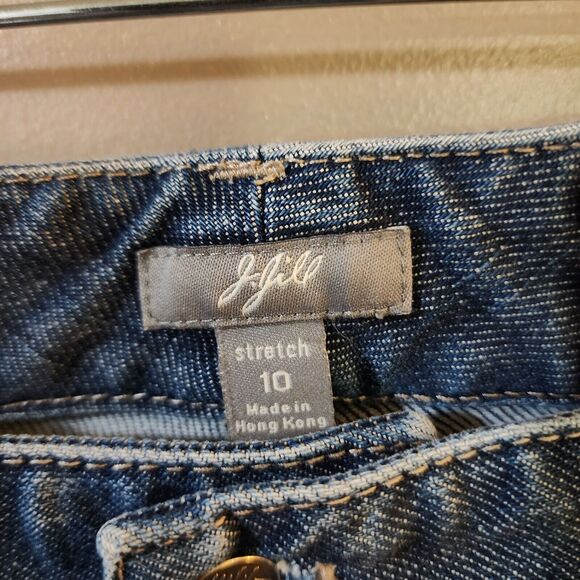 J.Jill
stretch
10
Made in
Hong Kong